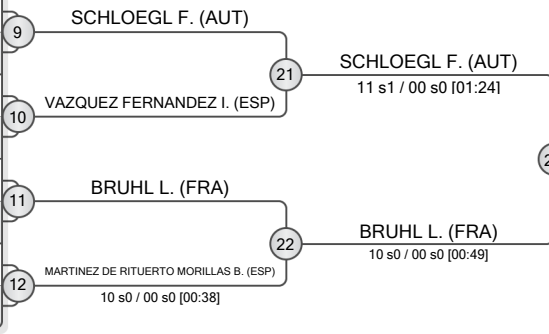 9
SCHLOEGL F. (AUT)
21
SCHLOEGL F. (AUT)
11 s1 / 00 s0 [01:24]
10
VAZQUEZ FERNANDEZ I. (ESP)
11
BRUHL L. (FRA)
22
BRUHL L. (FRA)
10 s0 / 00 s0 [00:49]
12
MARTINEZ DE RITUERTO MORILLAS B. (ESP)
10 s0 / 00 s0 [00:38]